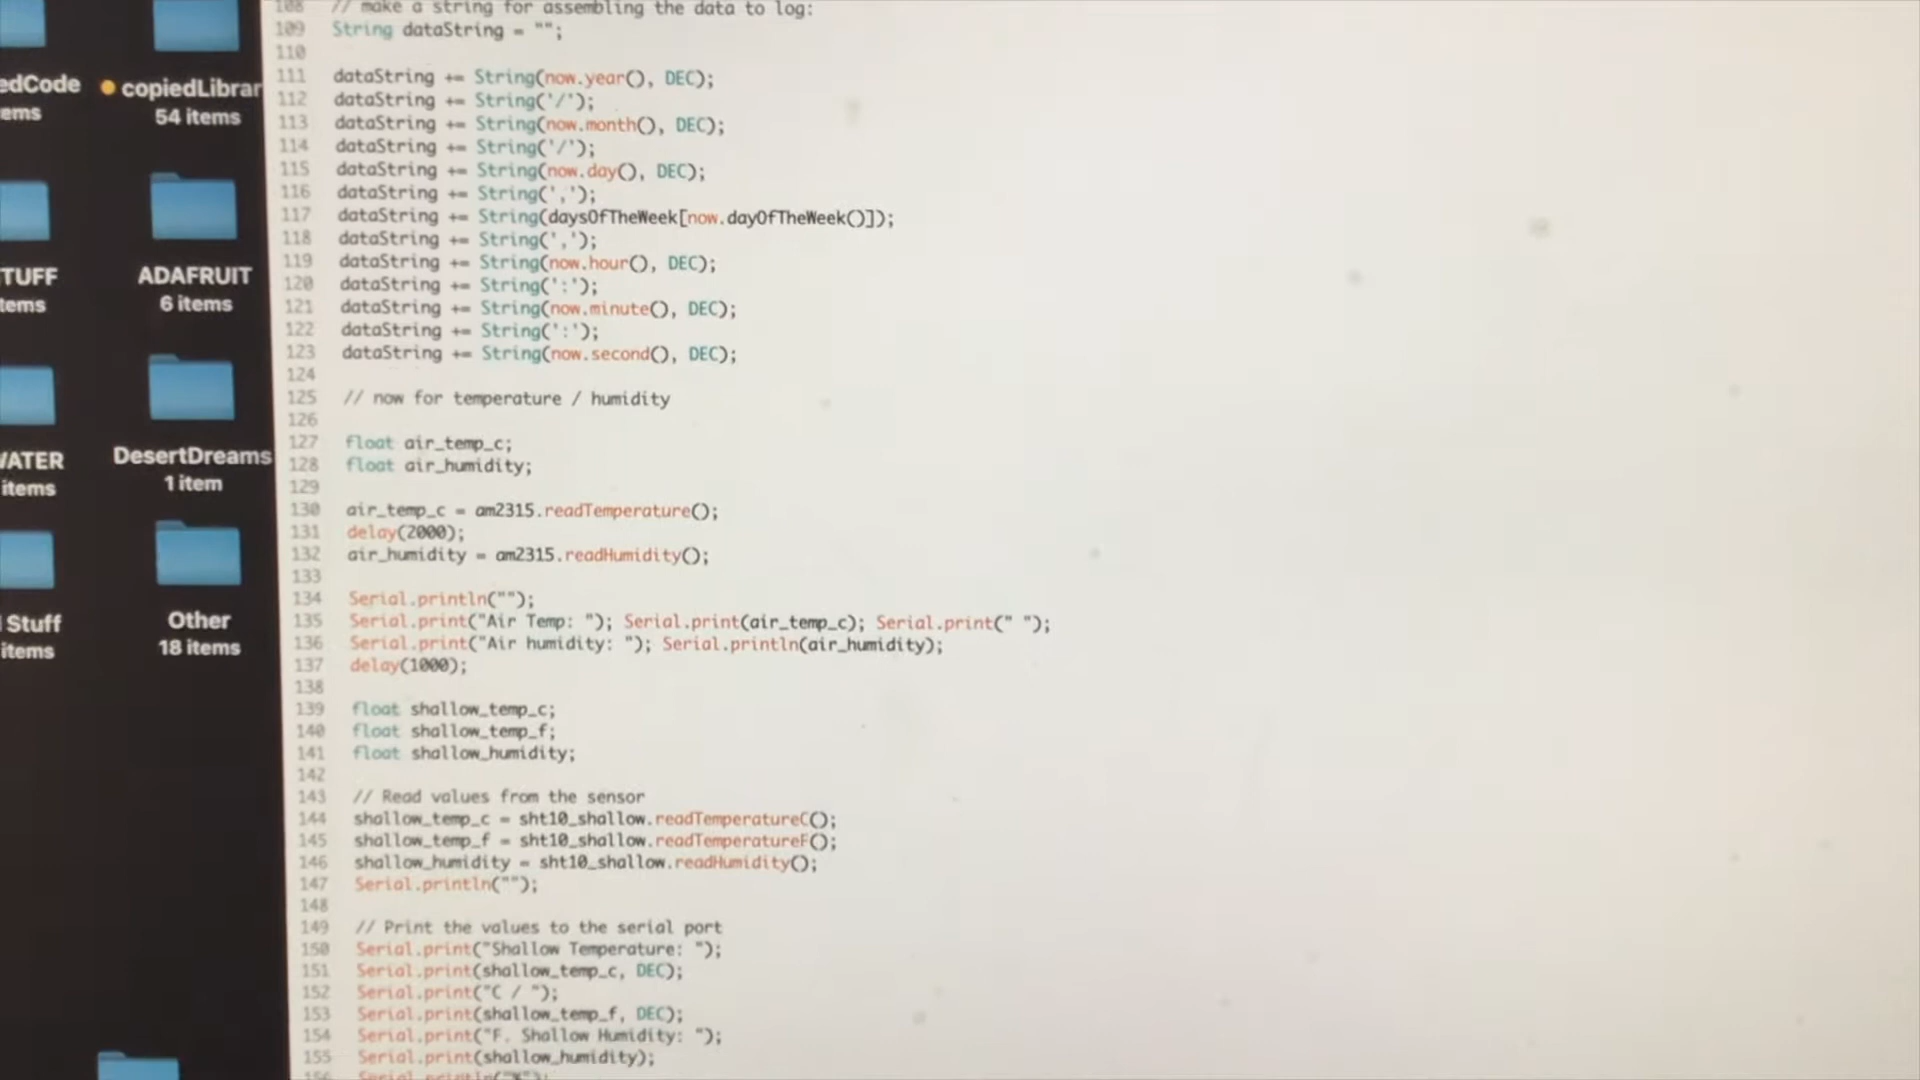 edCode
ems
copiedLibrar
54 items
TUFF
tems
ADAFRUIT
6 items
VATER
items
DesertDreams
1 item
Stuff
items
Other
18 items
108 // make a string for assembling the data to log:
109 String dataString = "";
110
111 dataString += String(now.year(), DEC);
112 dataString += String('/');
113 dataString += String(now.month(), DEC);
114 dataString += String('/');
115 dataString += String(now.day(), DEC);
116 dataString += String(',');
117 dataString += String(daysOfTheWeek[now.dayOfTheWeek()]);
118 dataString += String(',');
119 dataString += String(now.hour(), DEC);
120 dataString += String(':');
121 dataString += String(now.minute(), DEC);
122 dataString += String(':');
123 dataString += String(now.second(), DEC);
124
125 // now for temperature / humidity
126
127 float air_temp_c;
128 float air_humidity;
129
130 air_temp_c = am2315.readTemperature();
131 delay(2000);
132 air_humidity = am2315.readHumidity();
133
134 Serial.println("");
135 Serial.print("Air Temp: "); Serial.print(air_temp_c); Serial.print(" ");
136 Serial.print("Air humidity: "); Serial.println(air_humidity);
137 delay(1000);
138
139 float shallow_temp_c;
140 float shallow_temp_f;
141 float shallow_humidity;
142
143 // Read values from the sensor
144 shallow_temp_c = sht10_shallow.readTemperatureC();
145 shallow_temp_f = sht10_shallow.readTemperatureF();
146 shallow_humidity = sht10_shallow.readHumidity();
147 Serial.println("");
148
149 // Print the values to the serial port
150 Serial.print("Shallow Temperature: ");
151 Serial.print(shallow_temp_c, DEC);
152 Serial.print("C / ");
153 Serial.print(shallow_temp_f, DEC);
154 Serial.print("F. Shallow Humidity: ");
155 Serial.print(shallow_humidity);
156 Serial.println("%");